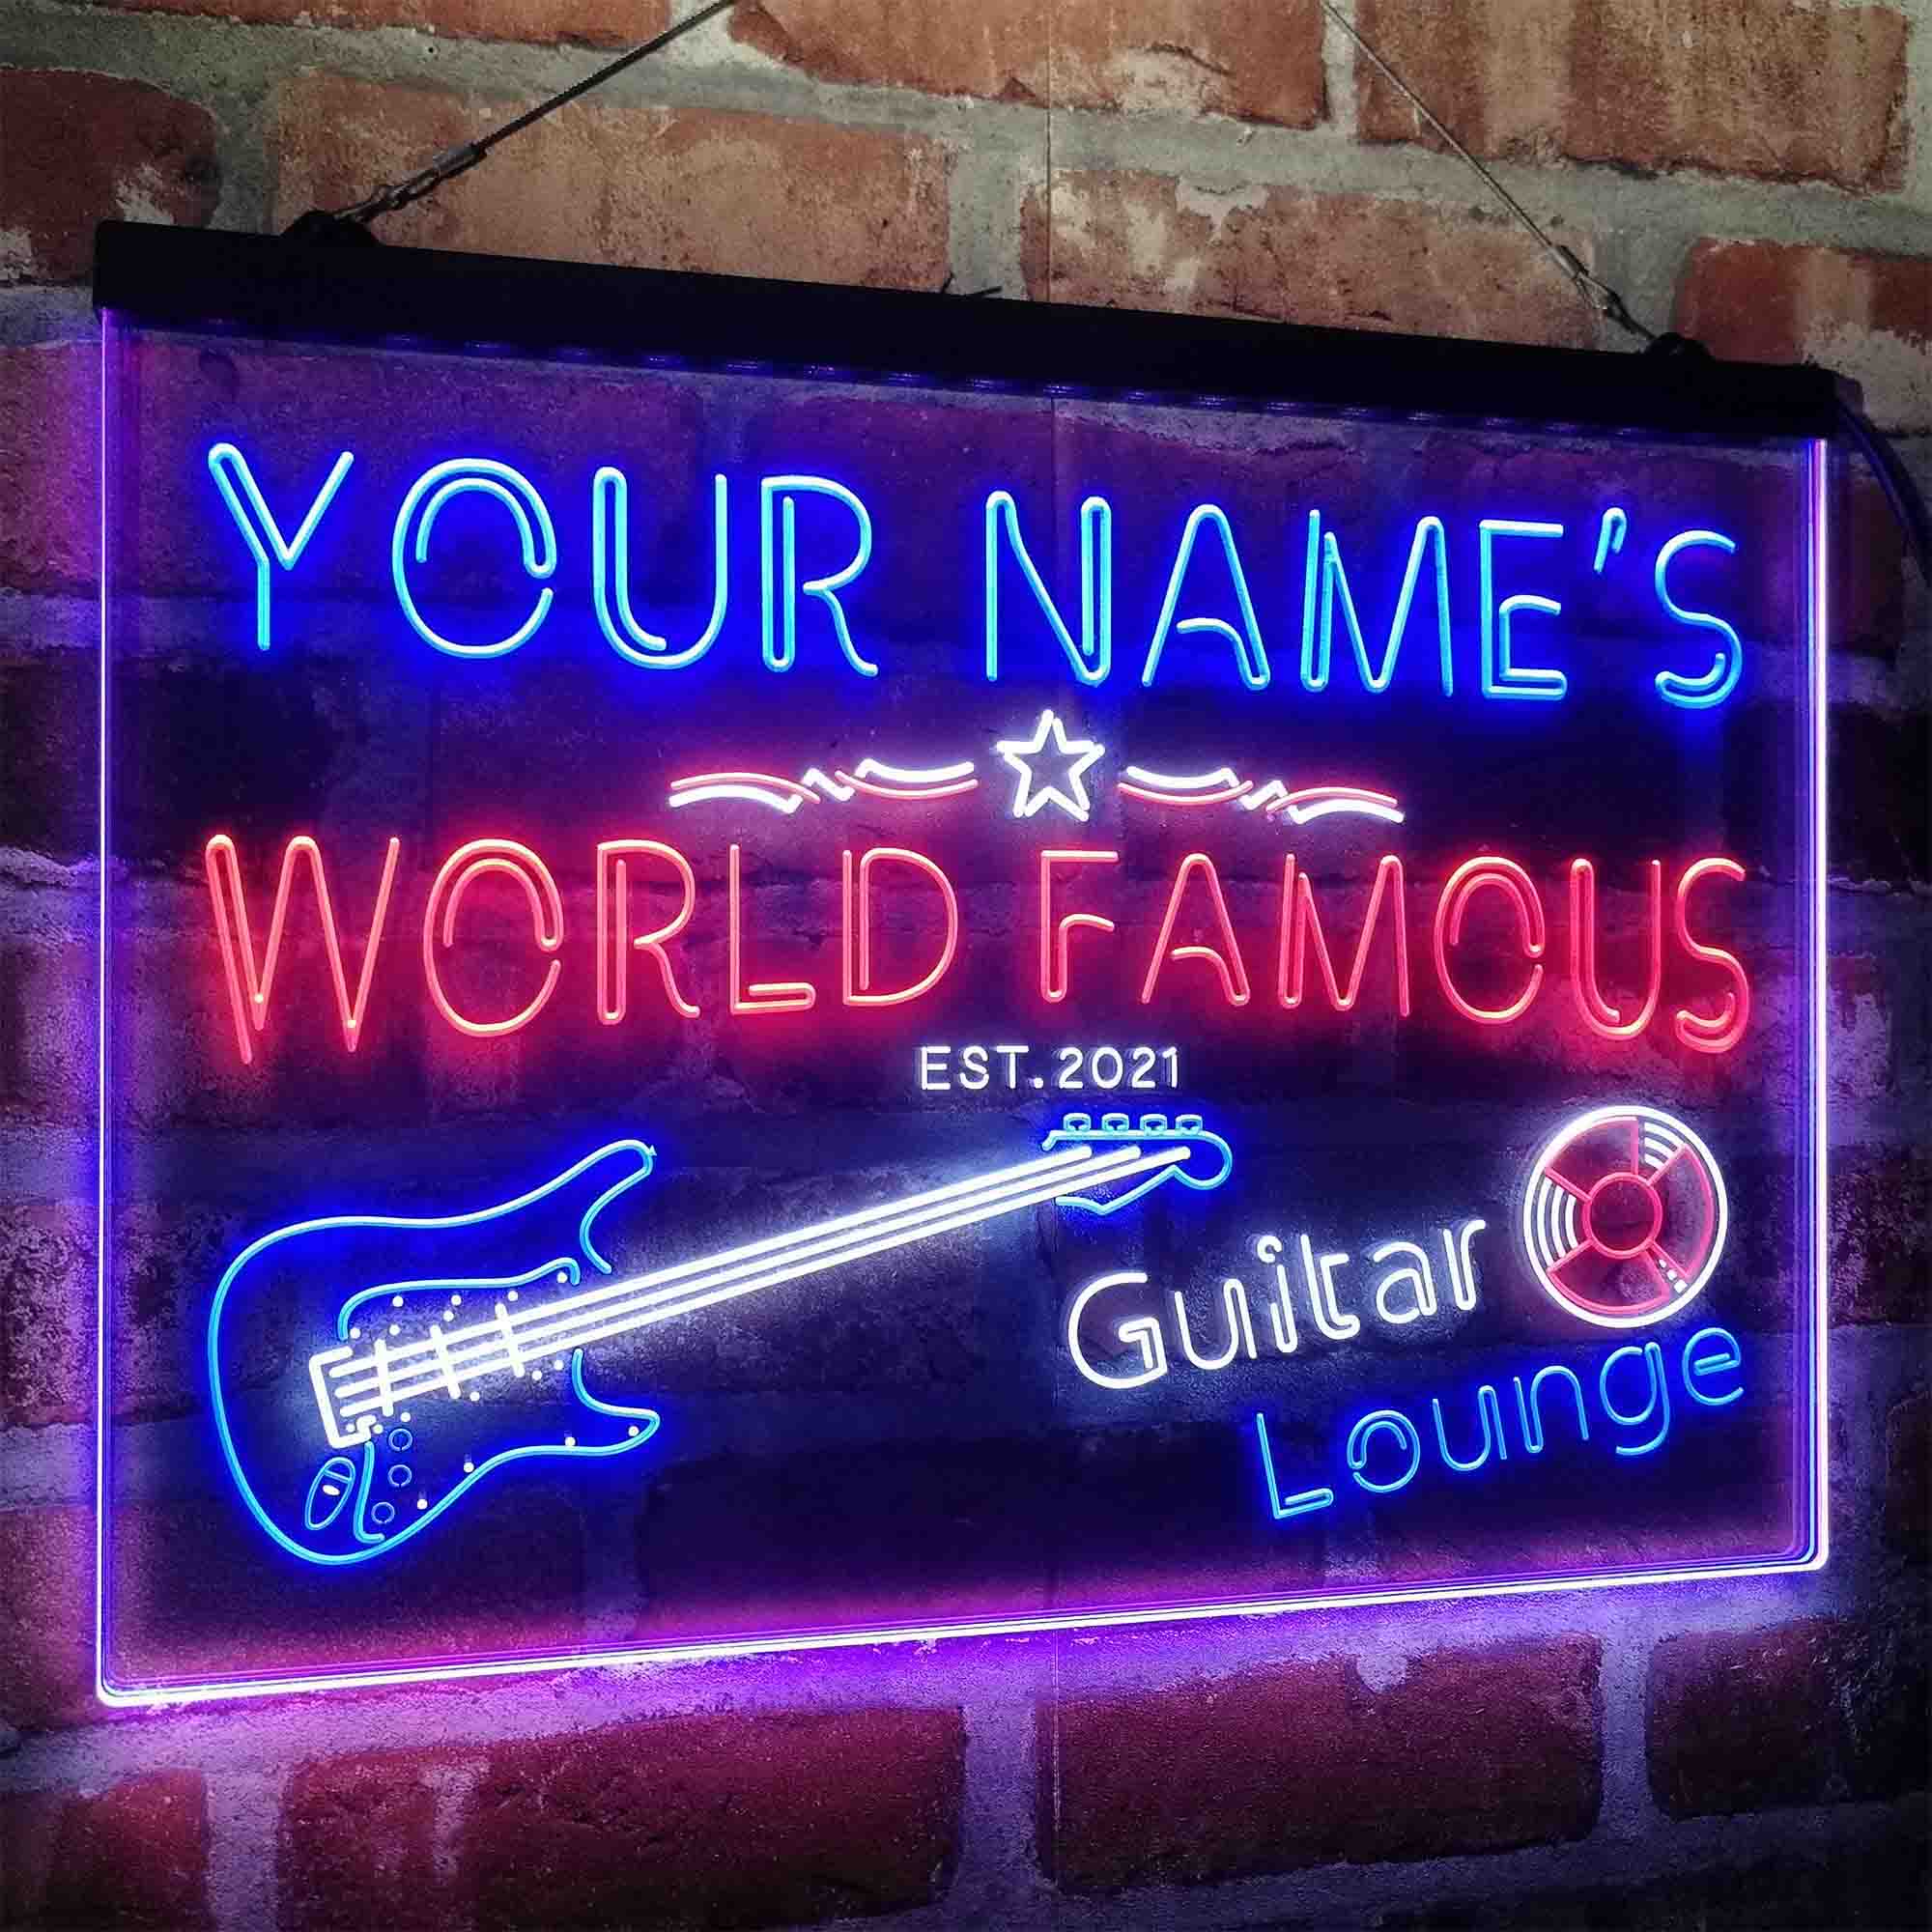 YOUR NAME'S
WORLD FAMOUS
EST.2021
Guitar
Lounge